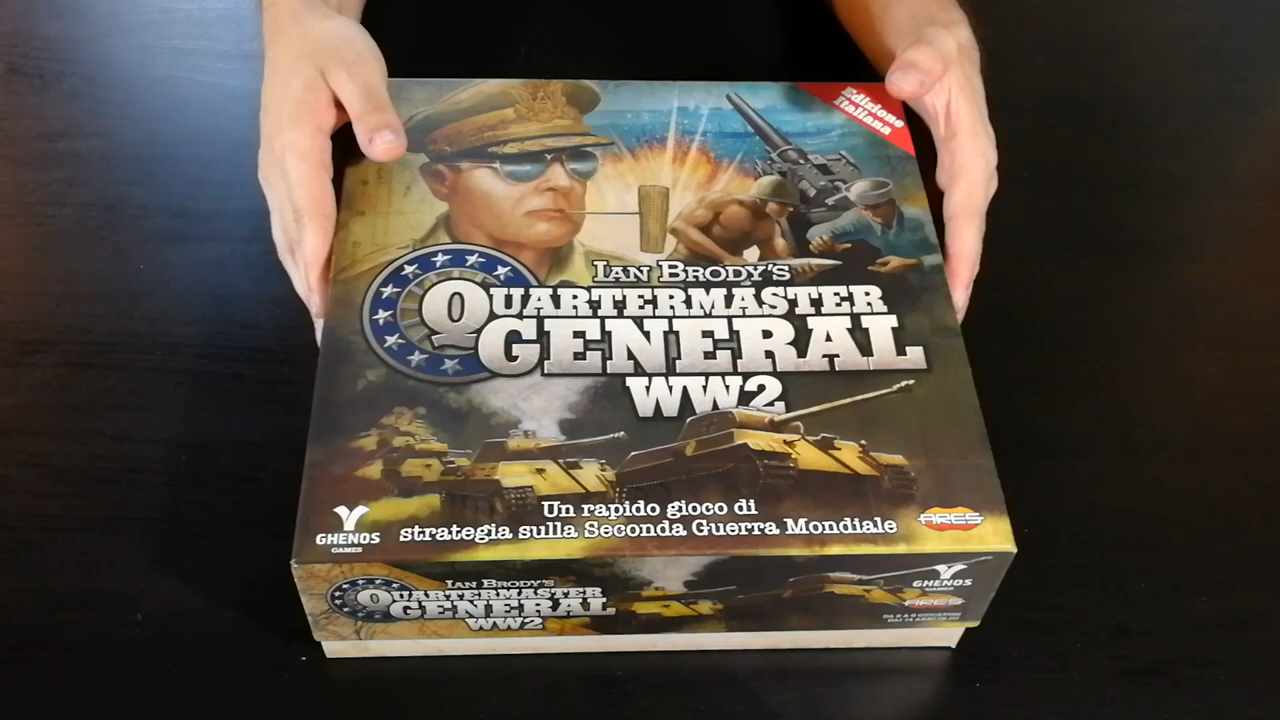 Edizione
Italiana
IAN BRODY'S
QUARTERMASTER
GENERAL
WW2
Un rapido gioco di
strategia sulla Seconda Guerra Mondiale
GHENOS
GAMES
ARES
IAN BRODY'S
QUARTERMASTER
GENERAL
WW2
GHENOS
GAMES
ARES